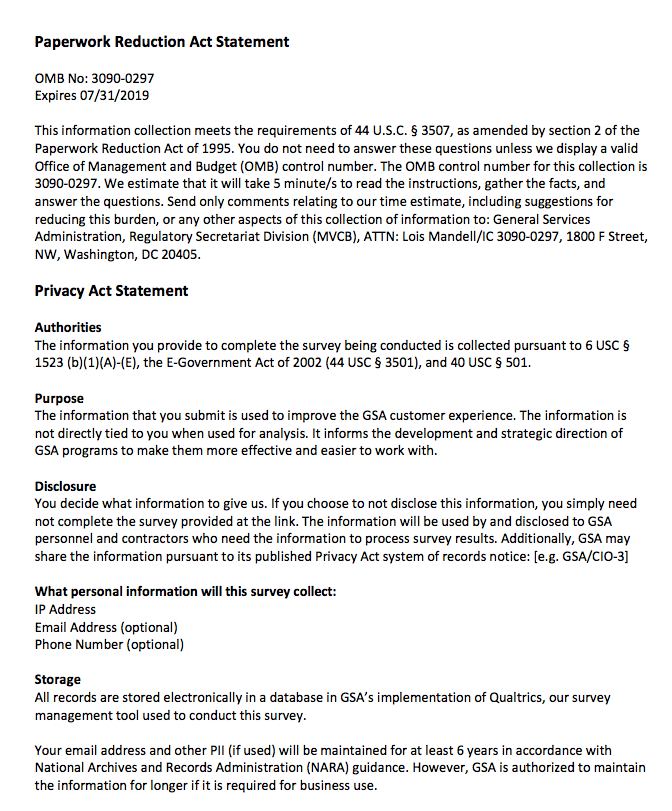 Paperwork Reduction Act Statement
OMB No: 3090-0297
Expires 07/31/2019
This information collection meets the requirements of 44 U.S.C. § 3507, as amended by section 2 of the
Paperwork Reduction Act of 1995. You do not need to answer these questions unless we display a valid
Office of Management and Budget (OMB) control number. The OMB control number for this collection is
3090-0297. We estimate that it will take 5 minute/s to read the instructions, gather the facts, and
answer the questions. Send only comments relating to our time estimate, including suggestions for
reducing this burden, or any other aspects of this collection of information to: General Services
Administration, Regulatory Secretariat Division (MVCB), ATTN: Lois Mandell/IC 3090-0297, 1800 F Street,
NW, Washington, DC 20405.
Privacy Act Statement
Authorities
The information you provide to complete the survey being conducted is collected pursuant to 6 USC §
1523 (b)(1)(A)-(E), the E-Government Act of 2002 (44 USC § 3501), and 40 USC § 501.
Purpose
The information that you submit is used to improve the GSA customer experience. The information is
not directly tied to you when used for analysis. It informs the development and strategic direction of
GSA programs to make them more effective and easier to work with.
Disclosure
You decide what information to give us. If you choose to not disclose this information, you simply need
not complete the survey provided at the link. The information will be used by and disclosed to GSA
personnel and contractors who need the information to process survey results. Additionally, GSA may
share the information pursuant to its published Privacy Act system of records notice: [e.g. GSA/CIO-3]
What personal information will this survey collect:
IP Address
Email Address (optional)
Phone Number (optional)
Storage
All records are stored electronically in a database in GSA's implementation of Qualtrics, our survey
management tool used to conduct this survey.
Your email address and other PII (if used) will be maintained for at least 6 years in accordance with
National Archives and Records Administration (NARA) guidance. However, GSA is authorized to maintain
the information for longer if it is required for business use.